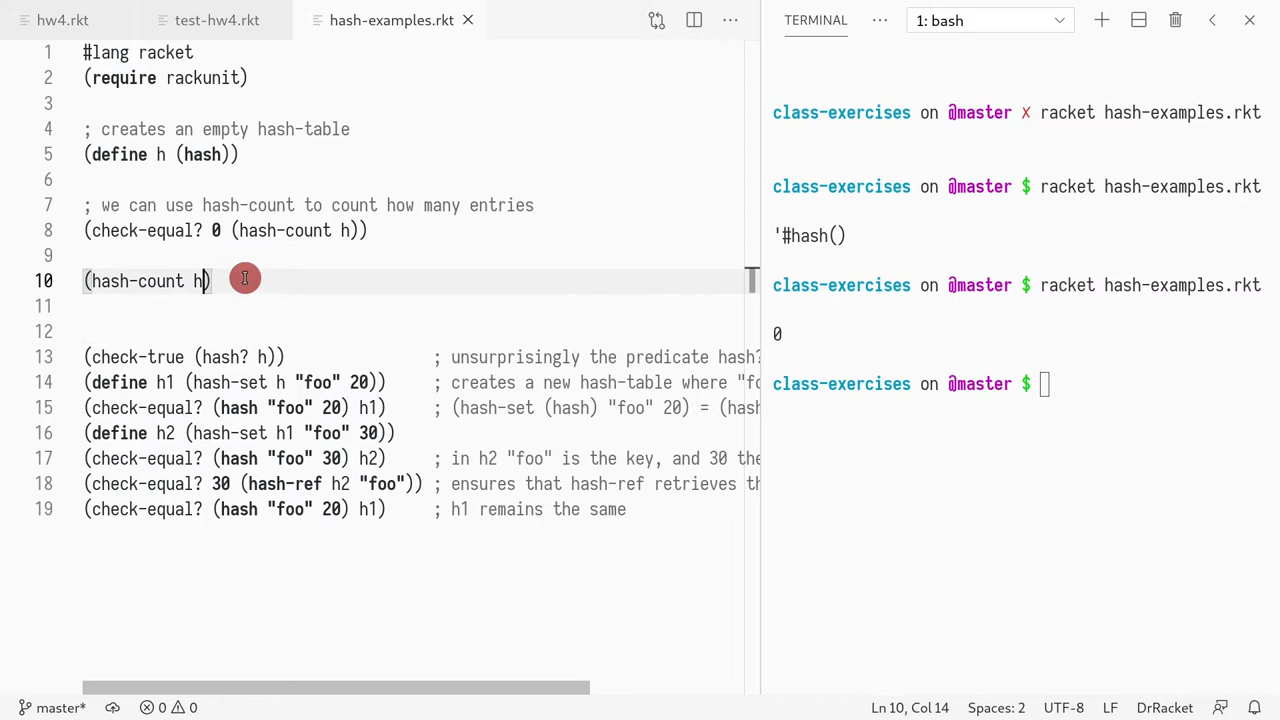 hw4.rkt
test-hw4.rkt
hash-examples.rkt
1 #lang racket
2 (require rackunit)
3
4 ; creates an empty hash-table
5 (define h (hash))
6
7 ; we can use hash-count to count how many entries
8 (check-equal? 0 (hash-count h))
9
10 (hash-count h)
11
12
13 (check-true (hash? h)) ; unsurprisingly the predicate hash?
14 (define h1 (hash-set h "foo" 20)) ; creates a new hash-table where "fo
15 (check-equal? (hash "foo" 20) h1) ; (hash-set (hash) "foo" 20) = (has
16 (define h2 (hash-set h1 "foo" 30))
17 (check-equal? (hash "foo" 30) h2) ; in h2 "foo" is the key, and 30 the
18 (check-equal? 30 (hash-ref h2 "foo")) ; ensures that hash-ref retrieves th
19 (check-equal? (hash "foo" 20) h1) ; h1 remains the same
TERMINAL
1: bash
class-exercises on @master ✗ racket hash-examples.rkt
class-exercises on @master $ racket hash-examples.rkt
'#hash()
class-exercises on @master $ racket hash-examples.rkt
0
class-exercises on @master $
master* 0 0
Ln 10, Col 14 Spaces: 2 UTF-8 LF DrRacket